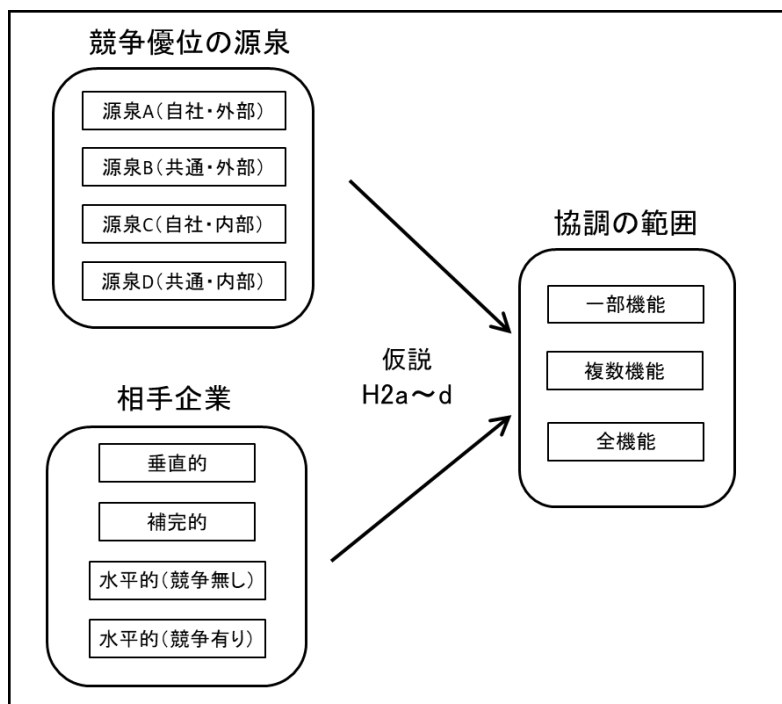 競争優位の源泉
源泉A(自社・外部)
源泉B(共通・外部)
源泉C(自社・内部)
源泉D(共通・内部)
相手企業
垂直的
補完的
水平的(競争無し)
水平的(競争有り)
仮説
H2a～d
協調の範囲
一部機能
複数機能
全機能